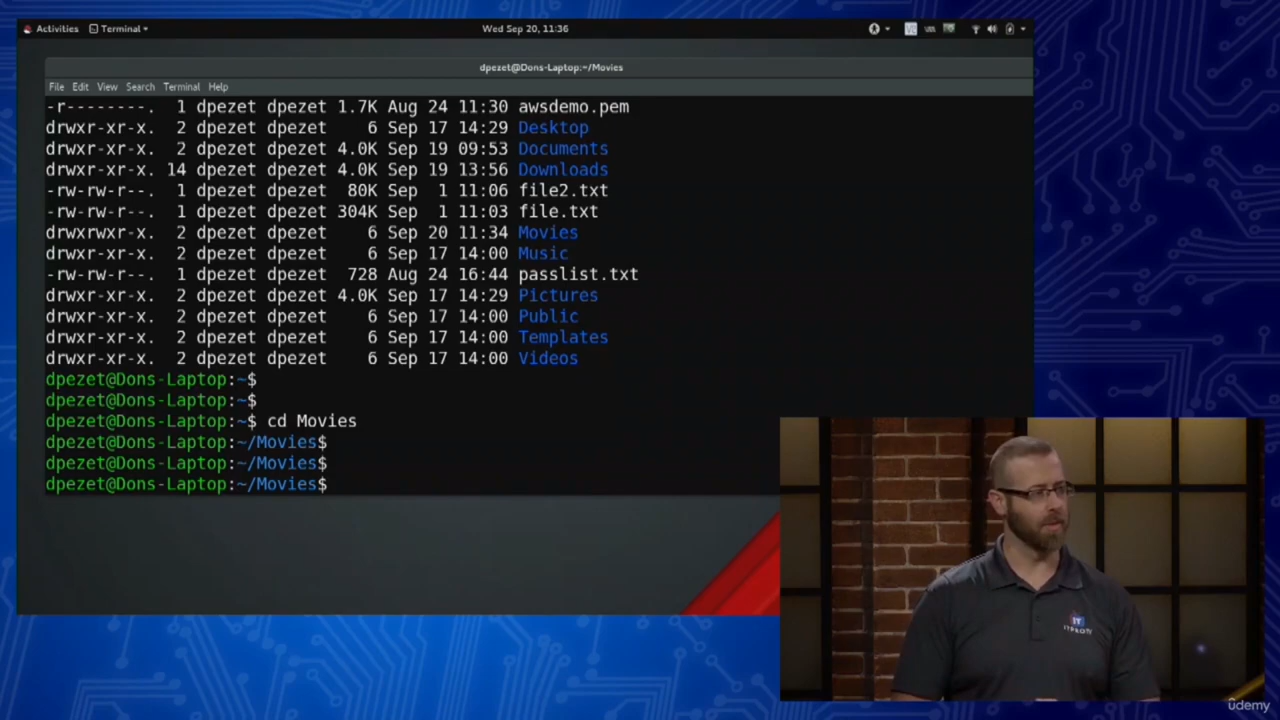 Activities Terminal Wed Sep 20, 11:36
dpezet@Dons-Laptop:~/Movies
File Edit View Search Terminal Help
-r--------. 1 dpezet dpezet 1.7K Aug 24 11:30 awsdemo.pem
drwxr-xr-x. 2 dpezet dpezet 6 Sep 17 14:29 Desktop
drwxr-xr-x. 2 dpezet dpezet 4.0K Sep 19 09:53 Documents
drwxr-xr-x. 14 dpezet dpezet 4.0K Sep 19 13:56 Downloads
-rw-rw-r--. 1 dpezet dpezet 80K Sep 1 11:06 file2.txt
-rw-rw-r--. 1 dpezet dpezet 304K Sep 1 11:03 file.txt
drwxrwxr-x. 2 dpezet dpezet 6 Sep 20 11:34 Movies
drwxr-xr-x. 2 dpezet dpezet 6 Sep 17 14:00 Music
-rw-rw-r--. 1 dpezet dpezet 728 Aug 24 16:44 passlist.txt
drwxr-xr-x. 2 dpezet dpezet 4.0K Sep 17 14:29 Pictures
drwxr-xr-x. 2 dpezet dpezet 6 Sep 17 14:00 Public
drwxr-xr-x. 2 dpezet dpezet 6 Sep 17 14:00 Templates
drwxr-xr-x. 2 dpezet dpezet 6 Sep 17 14:00 Videos
dpezet@Dons-Laptop:~$
dpezet@Dons-Laptop:~$
dpezet@Dons-Laptop:~$ cd Movies
dpezet@Dons-Laptop:~/Movies$
dpezet@Dons-Laptop:~/Movies$
dpezet@Dons-Laptop:~/Movies$
IT
ITPROTV
ûdemy